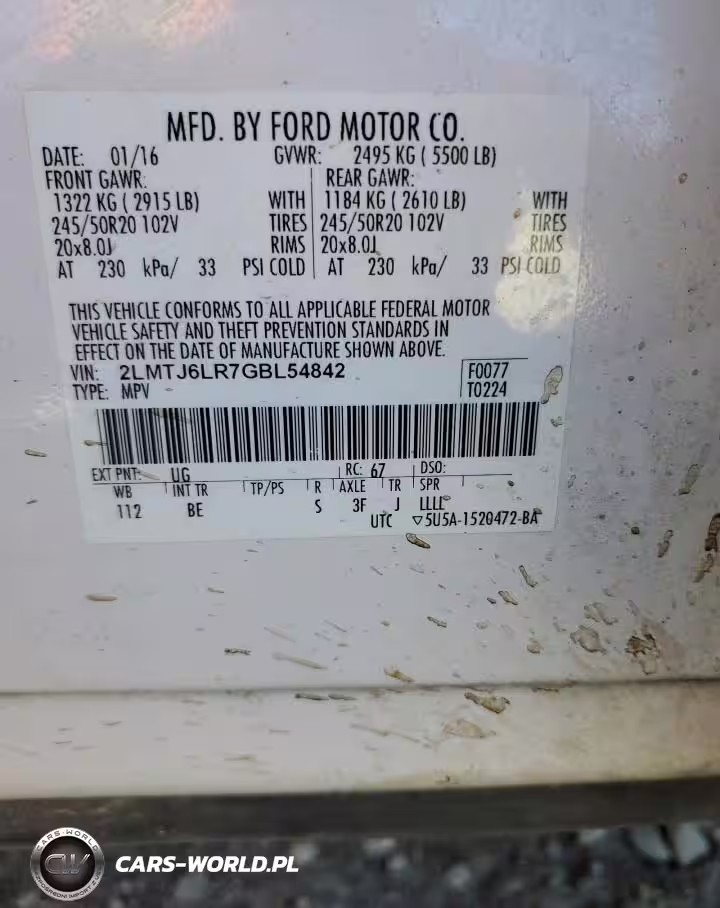 MFD. BY FORD MOTOR CO.
DATE: 01/16 GVWR: 2495 KG ( 5500 LB)
FRONT GAWR: REAR GAWR:
1322 KG ( 2915 LB) WITH 1184 KG ( 2610 LB) WITH
245/50R20 102V TIRES 245/50R20 102V TIRES
20x8.0J RIMS 20x8.0J RIMS
AT 230 kPa/ 33 PSI COLD AT 230 kPa/ 33 PSI COLD
THIS VEHICLE CONFORMS TO ALL APPLICABLE FEDERAL MOTOR
VEHICLE SAFETY AND THEFT PREVENTION STANDARDS IN
EFFECT ON THE DATE OF MANUFACTURE SHOWN ABOVE.
VIN: 2LMTJ6LR7GBL54842 F0077
TYPE: MPV T0224
EXT PNT: UG RC: 67 DSO:
WB INT TR TP/PS R AXLE TR SPR
112 BE S 3F J LLLL
UTC ▽5U5A-1520472-BA
CARS-WORLD
CW
CARS-WORLD.PL